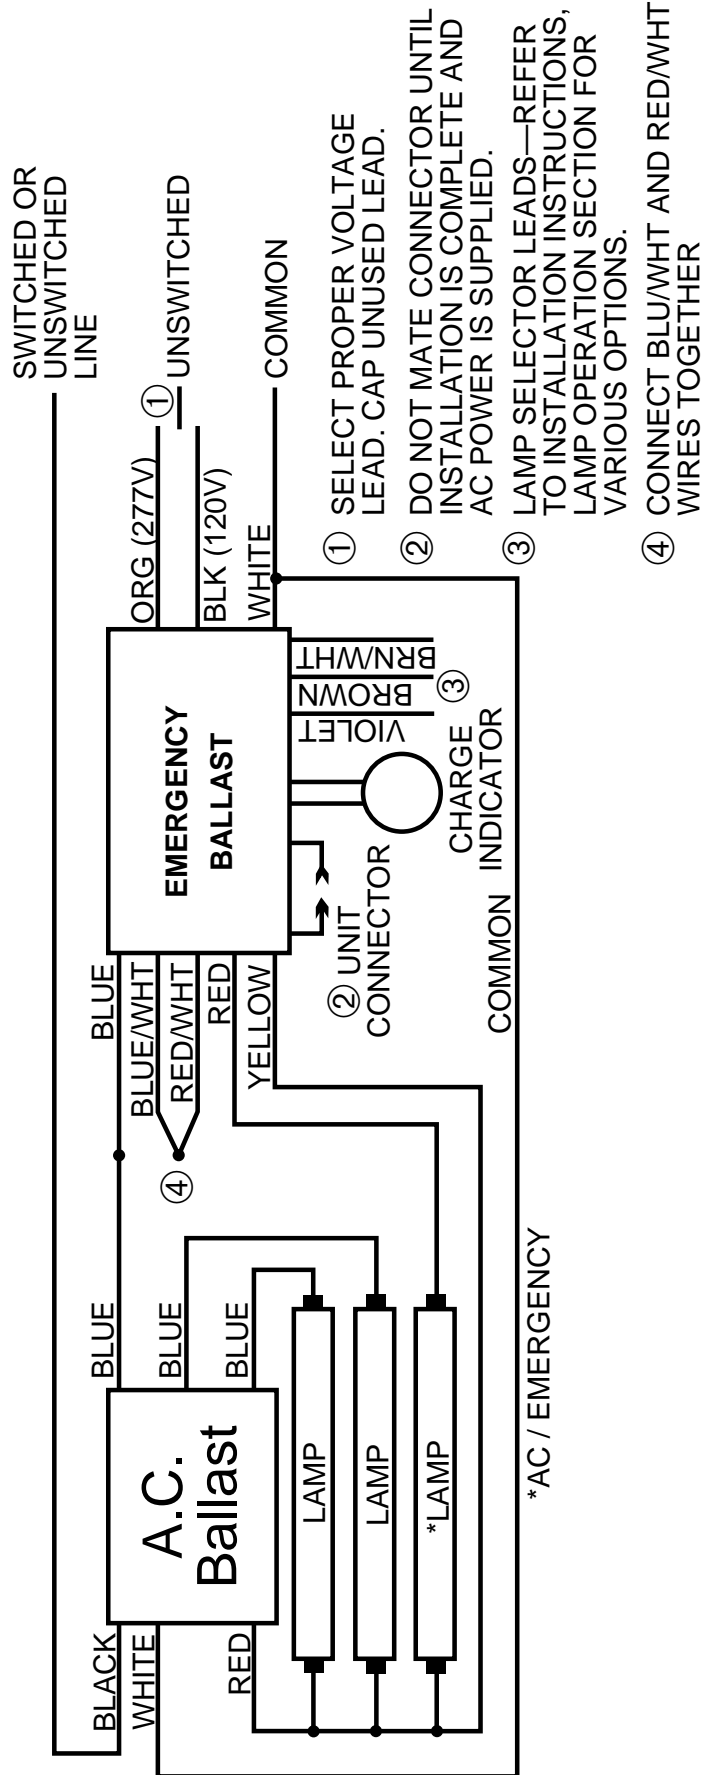 SWITCHED OR
UNSWITCHED
LINE
① UNSWITCHED
COMMON
ORG (277V)
BLK (120V)
WHITE
EMERGENCY
BALLAST
BLUE
BLUE/WHT
RED/WHT
RED
YELLOW
④
BRN/WHT
BROWN
VIOLET
③
CHARGE
INDICATOR
② UNIT
CONNECTOR
COMMON
BLUE
BLUE
BLUE
A.C.
Ballast
BLACK
WHITE
RED
LAMP
LAMP
*LAMP
*AC / EMERGENCY
① SELECT PROPER VOLTAGE
LEAD. CAP UNUSED LEAD.
② DO NOT MATE CONNECTOR UNTIL
INSTALLATION IS COMPLETE AND
AC POWER IS SUPPLIED.
③ LAMP SELECTOR LEADS—REFER
TO INSTALLATION INSTRUCTIONS,
LAMP OPERATION SECTION FOR
VARIOUS OPTIONS.
④ CONNECT BLU/WHT AND RED/WHT
WIRES TOGETHER